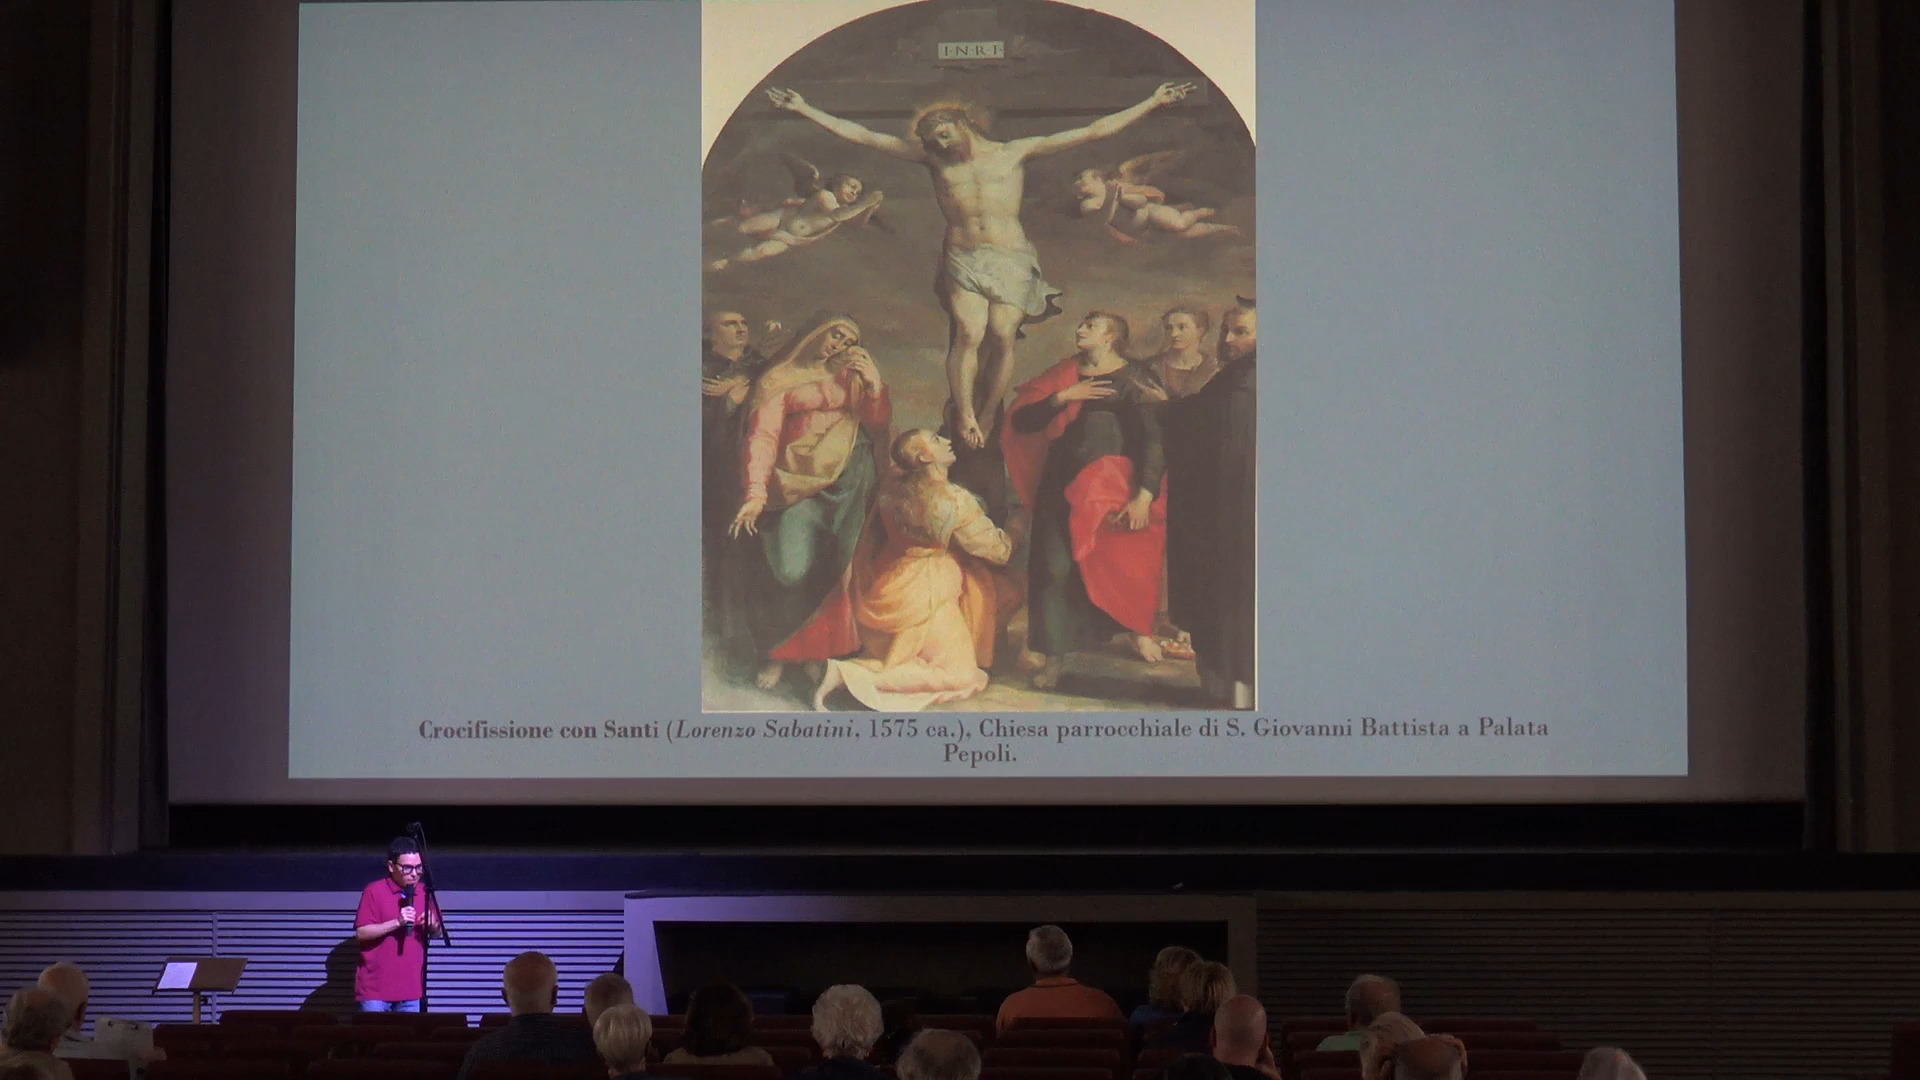 I·N·R·I·
Crocifissione con Santi (Lorenzo Sabatini, 1575 ca.), Chiesa parrocchiale di S. Giovanni Battista a Palata
Pepoli.